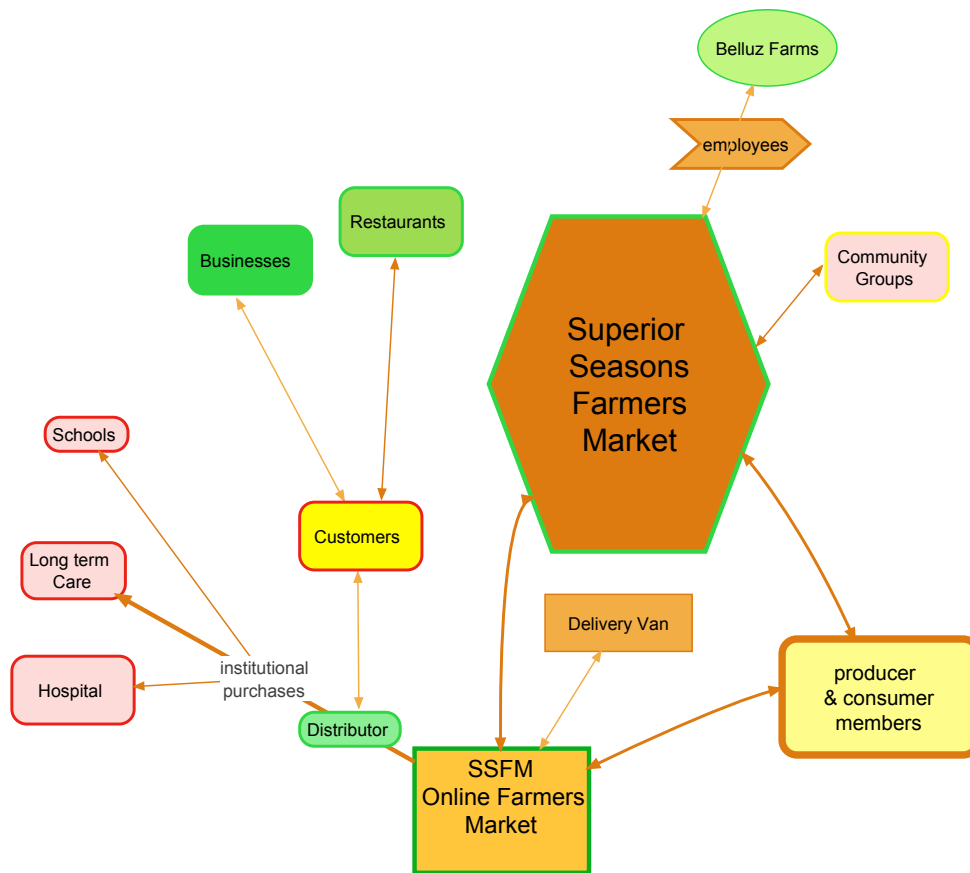 Belluz Farms
employees
Restaurants
Businesses
Community
Groups
Superior
Seasons
Farmers
Market
Schools
Customers
Long term
Care
Delivery Van
institutional
purchases
Hospital
producer
& consumer
members
Distributor
SSFM
Online Farmers
Market